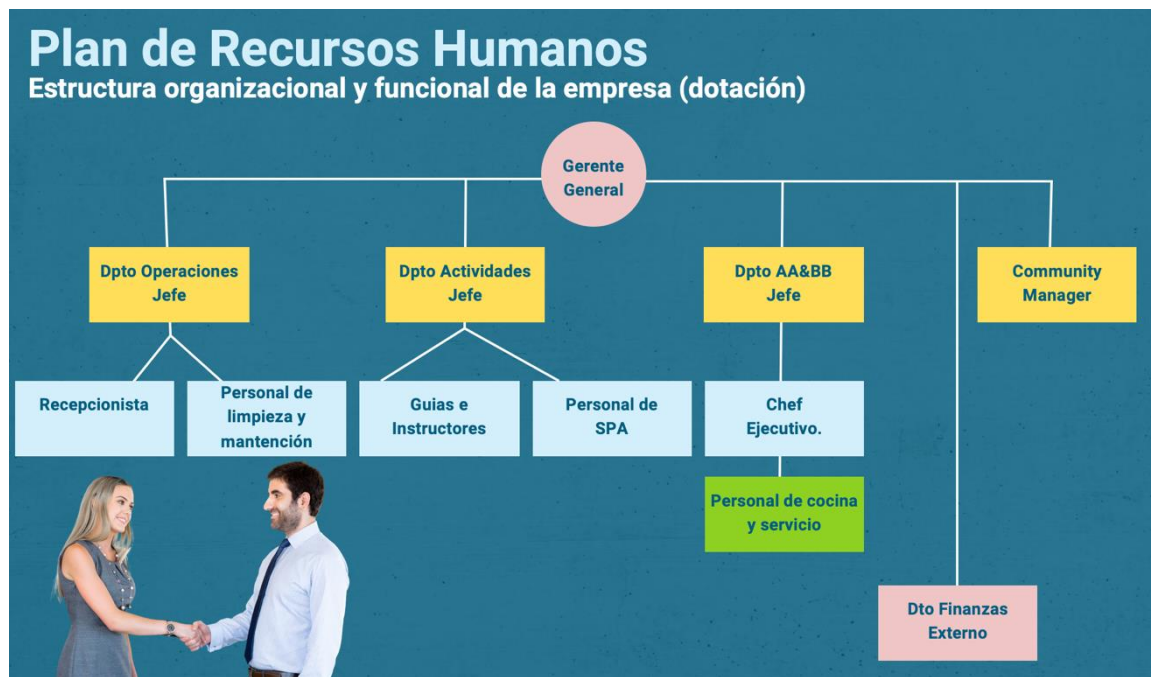 Plan de Recursos Humanos
Estructura organizacional y funcional de la empresa (dotación)
Gerente
General
Dpto Operaciones
Jefe
Dpto Actividades
Jefe
Dpto AA&BB
Jefe
Community
Manager
Recepcionista
Personal de
limpieza y
mantención
Guias e
Instructores
Personal de
SPA
Chef
Ejecutivo.
Personal de cocina
y servicio
Dto Finanzas
Externo